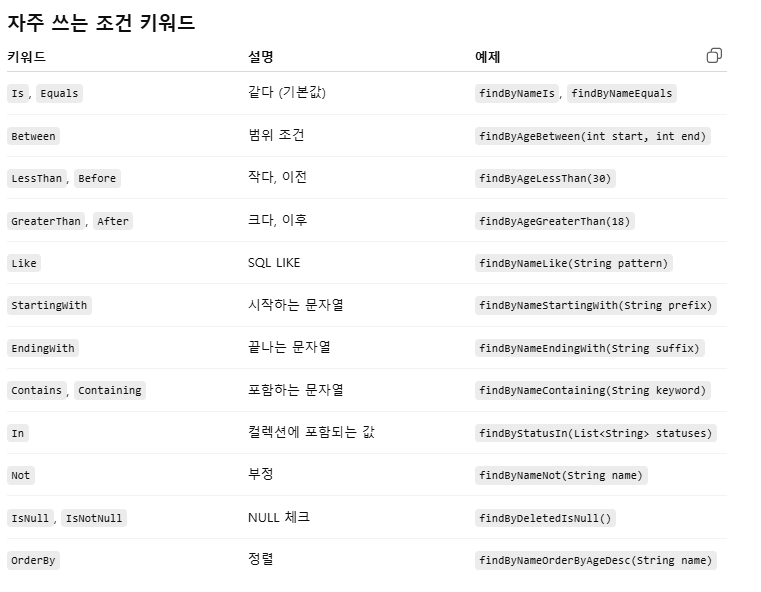 자주 쓰는 조건 키워드
키워드 설명 예제
Is, Equals 같다 (기본값) findByNameIs, findByNameEquals
Between 범위 조건 findByAgeBetween(int start, int end)
LessThan, Before 작다, 이전 findByAgeLessThan(30)
GreaterThan, After 크다, 이후 findByAgeGreaterThan(18)
Like SQL LIKE findByNameLike(String pattern)
StartingWith 시작하는 문자열 findByNameStartingWith(String prefix)
EndingWith 끝나는 문자열 findByNameEndingWith(String suffix)
Contains, Containing 포함하는 문자열 findByNameContaining(String keyword)
In 컬렉션에 포함되는 값 findByStatusIn(List<String> statuses)
Not 부정 findByNameNot(String name)
IsNull, IsNotNull NULL 체크 findByDeletedIsNull()
OrderBy 정렬 findByNameOrderByAgeDesc(String name)